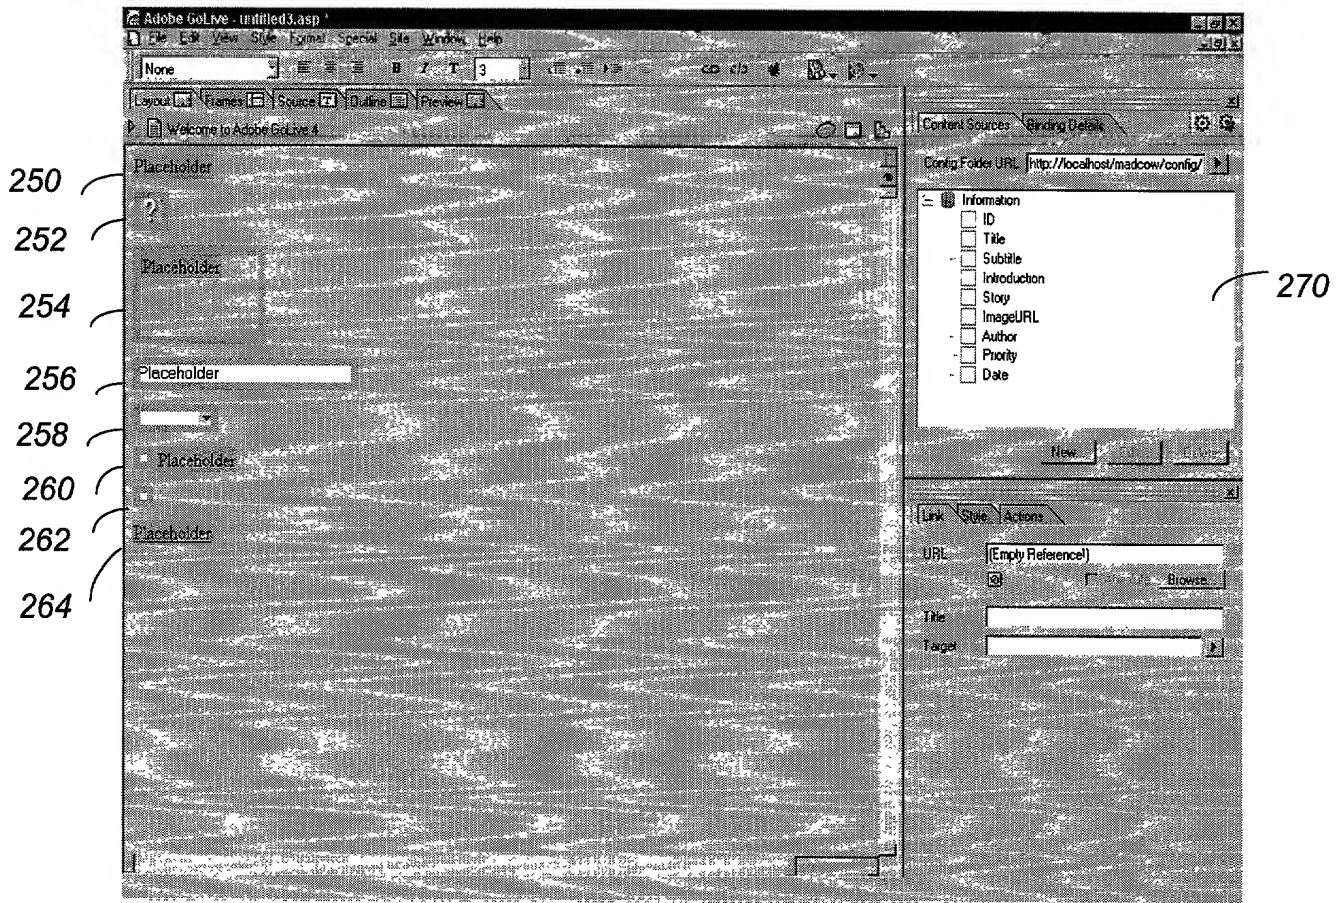 Adobe GoLive - untitled3.asp *
File Edit View Style Format Special Site Window Help
None
B I T 3
Layout Frames Source Outline Preview
Welcome to Adobe GoLive 4
Content Sources Binding Details
Config Folder URL http://localhost/madcow/config/
Information
ID
Title
Subtitle
Introduction
Story
ImageURL
Author
Priority
Date
New Edit Delete
Link Style Actions
URL (Empty Reference!)
Browse...
Title
Target
250 Placeholder
252 ?
254 Placeholder
256 Placeholder
258
260 Placeholder
262
264 Placeholder
270